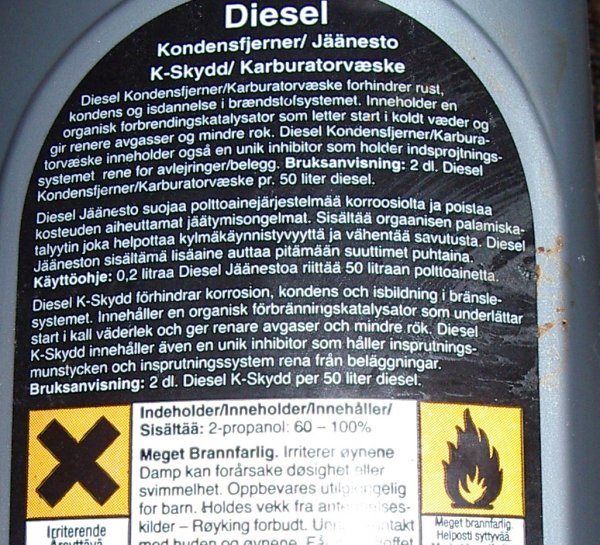 Diesel
Kondensfjerner/ Jäänesto
K-Skydd/ Karburatorvæske
Diesel Kondensfjerner/Karburatorvæske forhindrer rust,
kondens og isdannelse i brændstofsystemet. Inneholder en
organisk forbrendingskatalysator som letter start i koldt væder og
gir renere avgasser og mindre rok. Diesel Kondensfjerner/Karbura-
torvæske inneholder også en unik inhibitor som holder indsprojtnings-
systemet rene for avlejringer/belegg. Bruksanvisning: 2 dl. Diesel
Kondensfjerner/Karburatorvæske pr. 50 liter diesel.
Diesel Jäänesto suojaa polttoainejärjestelmää korroosiolta ja poistaa
kosteuden aiheuttamat jäätymisongelmat. Sisältää orgaanisen palamiska-
talyytin joka helpottaa kylmäkäynnistyvyyttä ja vähentää savutusta. Diesel
Jääneston sisältämä lisäaine auttaa pitämään suuttimet puhtaina.
Käyttöohje: 0,2 litraa Diesel Jäänestoa riittää 50 litraan polttoainetta.
Diesel K-Skydd förhindrar korrosion, kondens och isbildning i bränsle-
systemet. Innehåller en organisk förbränningskatalysator som underlättar
start i kall väderlek och ger renare avgaser och mindre rök. Diesel
K-Skydd innehåller även en unik inhibitor som håller insprutnings-
munstycken och insprutningssystem rena från beläggningar.
Bruksanvisning: 2 dl. Diesel K-Skydd per 50 liter diesel.
Indeholder/Inneholder/Innehåller/
Sisältää: 2-propanol: 60 – 100%
Meget Brannfarlig. Irriterer øynene
Damp kan forårsake døsighet eller
svimmelhet. Oppbevares utilgjengelig
for barn. Holdes vekk fra
kilder – Røyking forbudt.
med huden og øynene.
Irriterende
Ärsyttävä
Meget brannfarlig
Helposti syttyvää